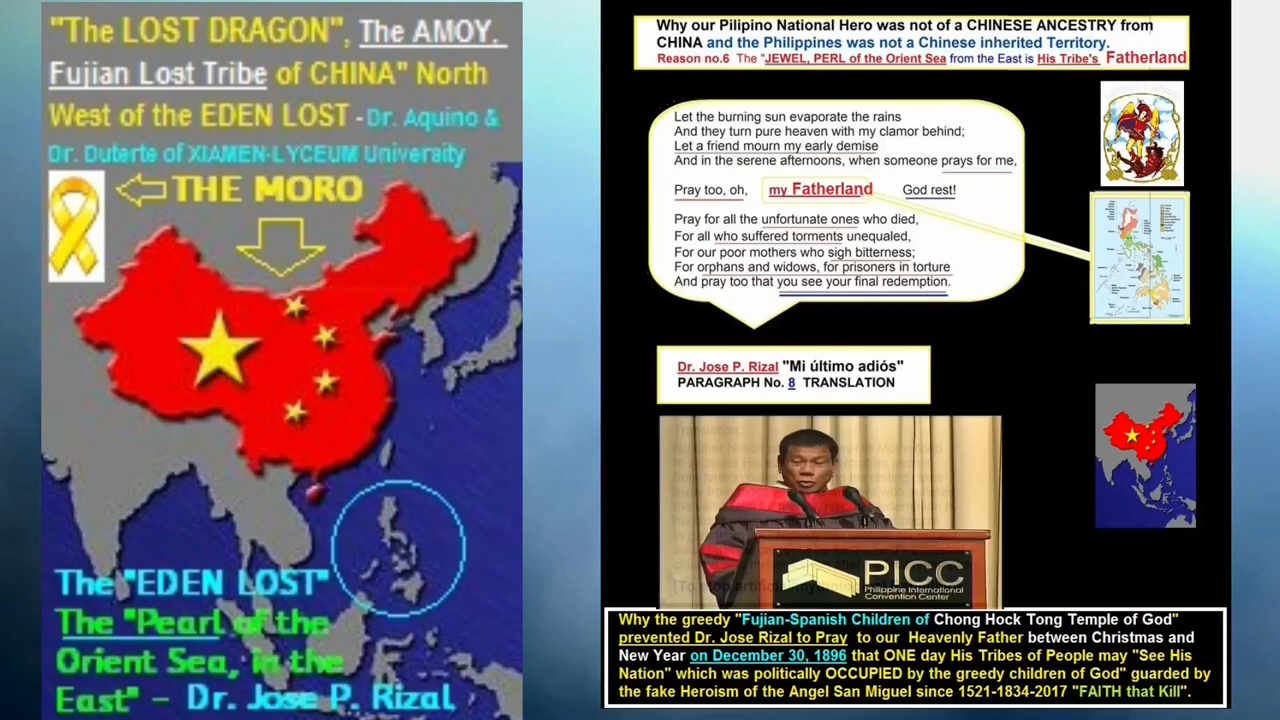 "The LOST DRAGON", The AMOY,
Fujian Lost Tribe of CHINA" North
West of the EDEN LOST - Dr. Aquino &
Dr. Duterte of XIAMEN-LYCEUM University
THE MORO
The "EDEN LOST"
The "Pearl of the
Orient Sea, in the
East" - Dr. Jose P. Rizal,
Why our Pilipino National Hero was not of a CHINESE ANCESTRY from
CHINA and the Philippines was not a Chinese inherited Territory.
Reason no.6 The "JEWEL, PERL of the Orient Sea from the East is His Tribe's Fatherland
Let the burning sun evaporate the rains
And they turn pure heaven with my clamor behind;
Let a friend mourn my early demise
And in the serene afternoons, when someone prays for me,
Pray too, oh, my Fatherland God rest!
Pray for all the unfortunate ones who died,
For all who suffered torments unequaled,
For our poor mothers who sigh bitterness;
For orphans and widows, for prisoners in torture
And pray too that you see your final redemption.
Dr. Jose P. Rizal "Mi último adiós"
PARAGRAPH No. 8 TRANSLATION
PICC
Philippine International
Convention Center
Why the greedy "Fujian-Spanish Children of Chong Hock Tong Temple of God"
prevented Dr. Jose Rizal to Pray to our Heavenly Father between Christmas and
New Year on December 30, 1896 that ONE day His Tribes of People may "See His
Nation" which was politically OCCUPIED by the greedy children of God" guarded by
the fake Heroism of the Angel San Miguel since 1521-1834-2017 "FAITH that Kill".